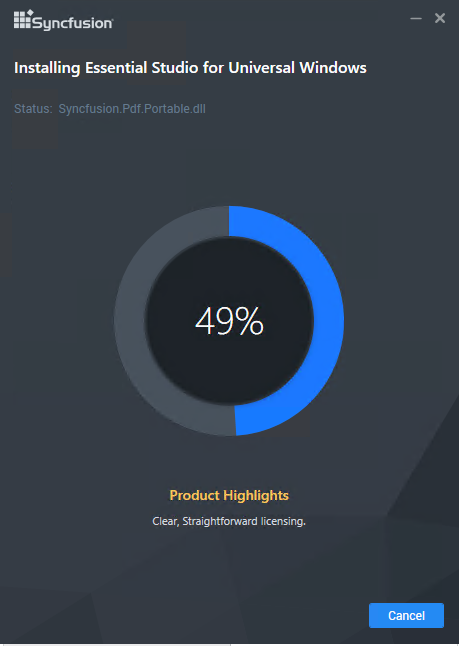 Syncfusion
Installing Essential Studio for Universal Windows
Status: Syncfusion.Pdf.Portable.dll
49%
Product Highlights
Clear, Straightforward licensing.
Cancel